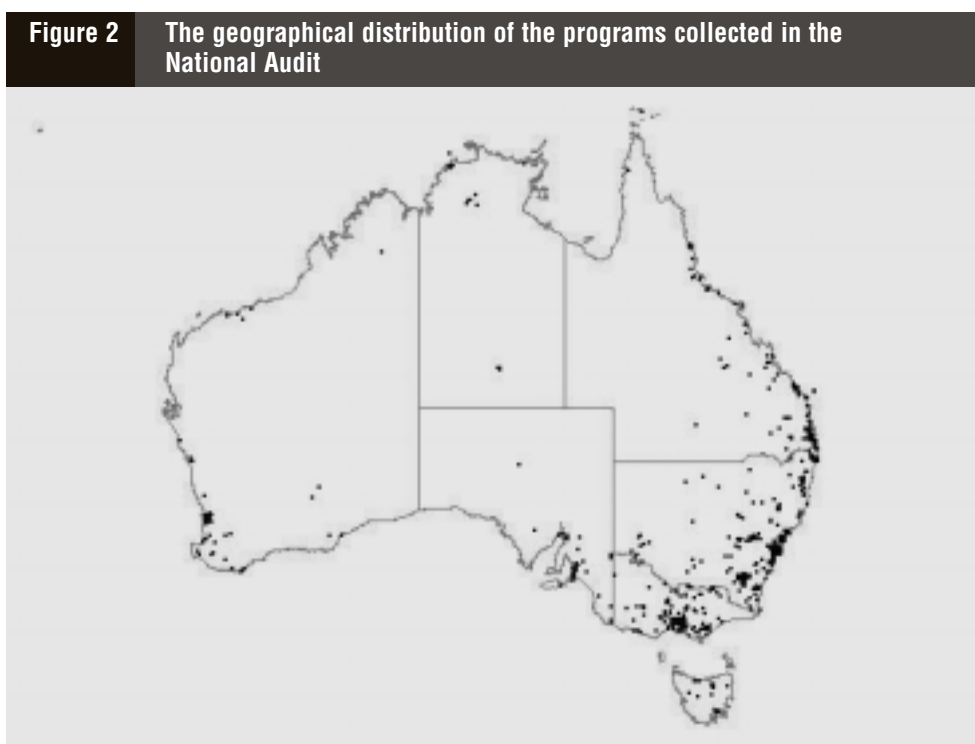 Figure 2
The geographical distribution of the programs collected in the
National Audit